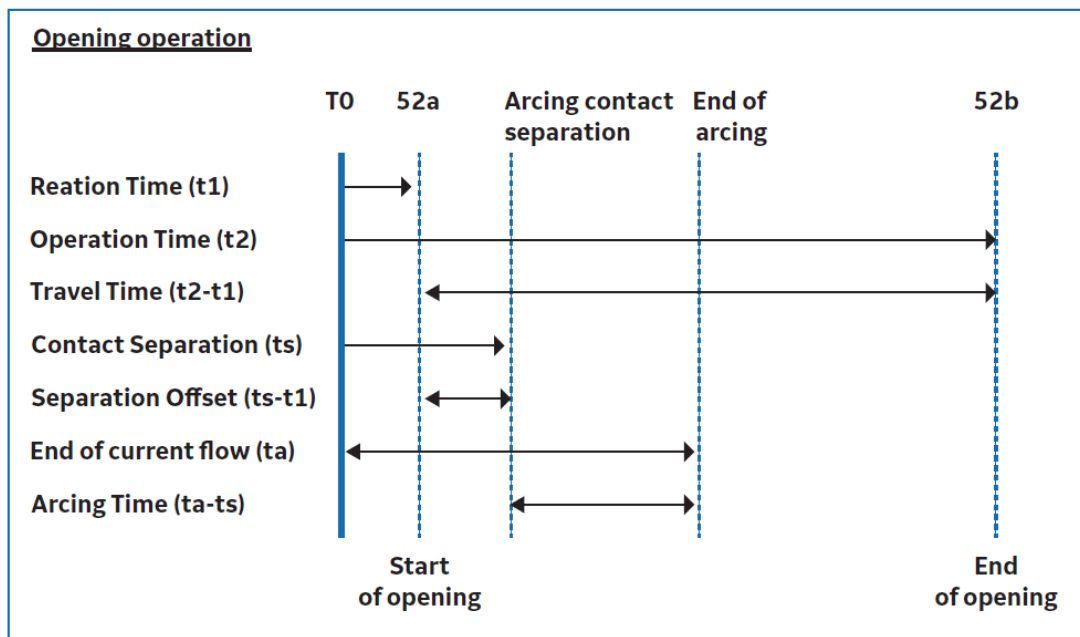 Opening operation
T0
52a
Arcing contact
separation
End of
arcing
52b
Reation Time (t1)
Operation Time (t2)
Travel Time (t2-t1)
Contact Separation (ts)
Separation Offset (ts-t1)
End of current flow (ta)
Arcing Time (ta-ts)
Start
of opening
End
of opening